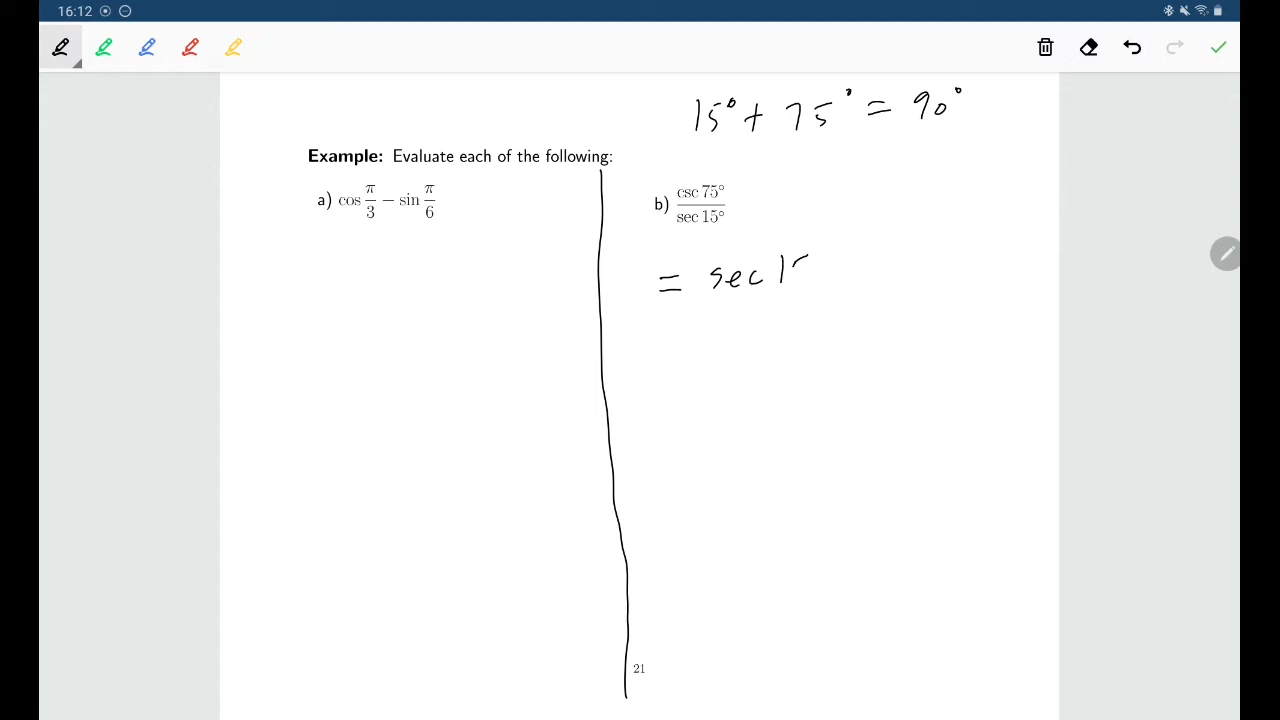 16:12
15° + 75° = 90°
Example: Evaluate each of the following:
a) cos π/3 − sin π/6
b) csc 75° / sec 15°
= sec 1
21